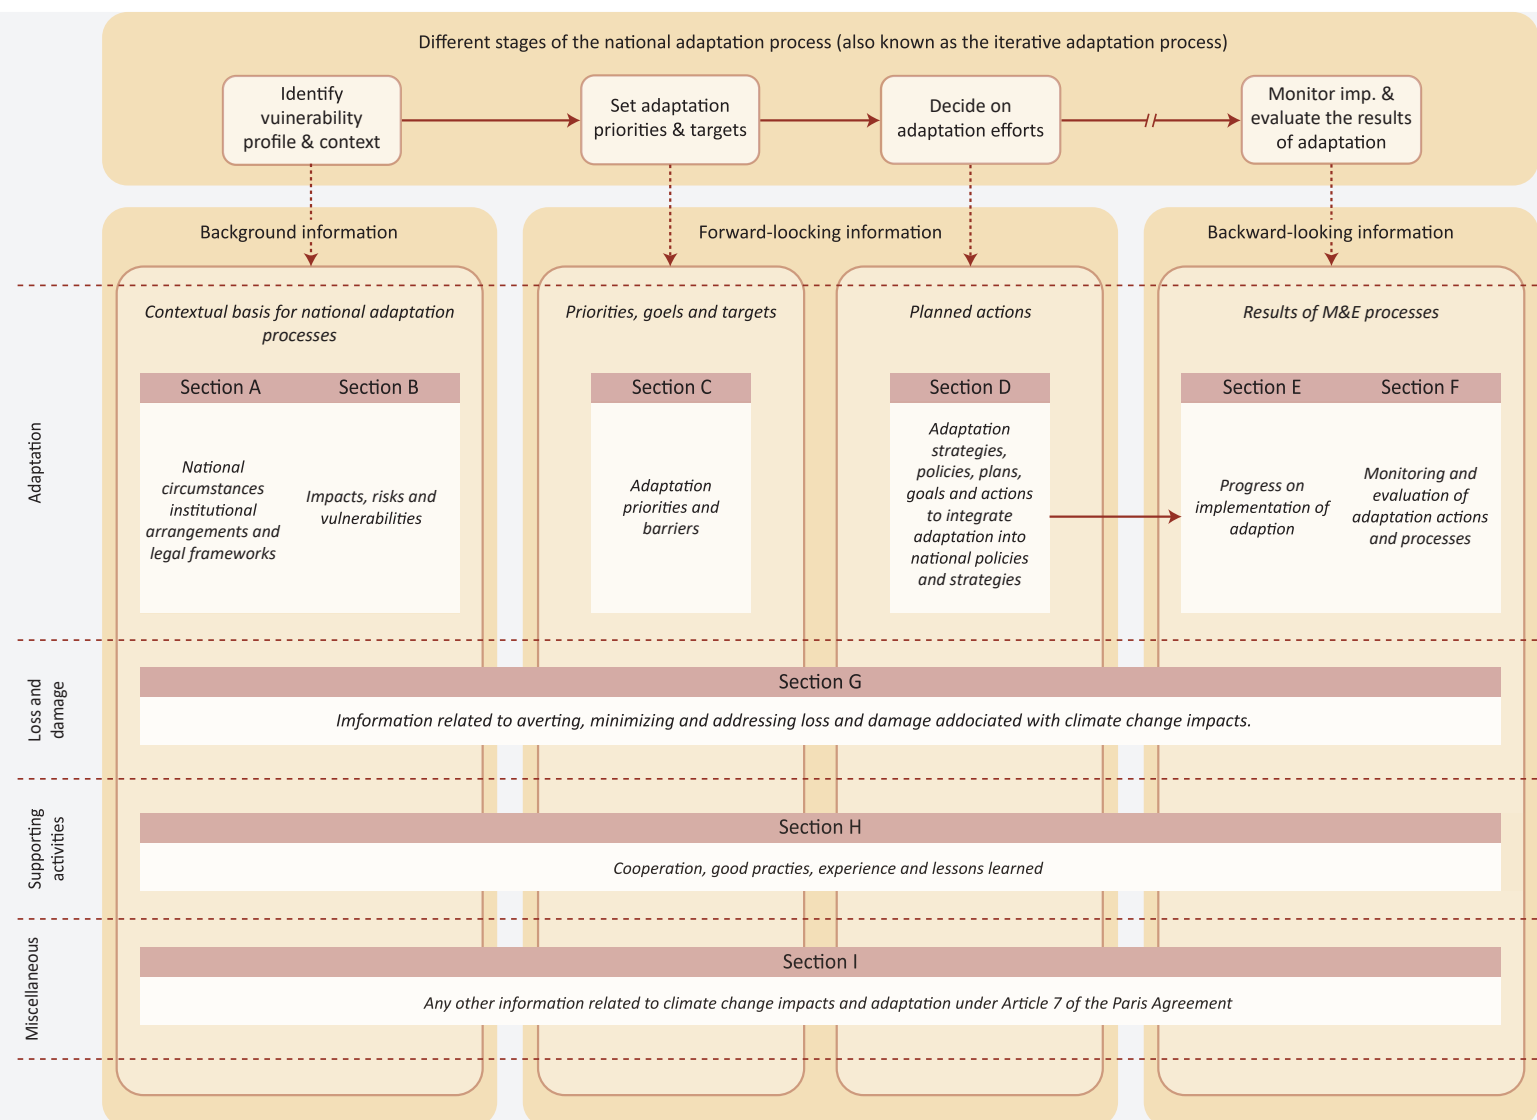 Different stages of the national adaptation process (also known as the iterative adaptation process)
Identify
vuinerability
profile & context
Set adaptation
priorities & targets
Decide on
adaptation efforts
Monitor imp. &
evaluate the results
of adaptation
Background information
Forward-loocking information
Backward-looking information
Adaptation
Contextual basis for national adaptation
processes
Priorities, goels and targets
Planned actions
Results of M&E processes
Section A
National
circumstances
institutional
arrangements and
legal frameworks
Section B
Impacts, risks and
vulnerabilities
Section C
Adaptation
priorities and
barriers
Section D
Adaptation
strategies,
policies, plans,
goals and actions
to integrate
adaptation into
national policies
and strategies
Section E
Progress on
implementation of
adaption
Section F
Monitoring and
evaluation of
adaptation actions
and processes
Loss and
damage
Section G
Imformation related to averting, minimizing and addressing loss and damage addociated with climate change impacts.
Supporting
activities
Section H
Cooperation, good practies, experience and lessons learned
Miscellaneous
Section I
Any other information related to climate change impacts and adaptation under Article 7 of the Paris Agreement